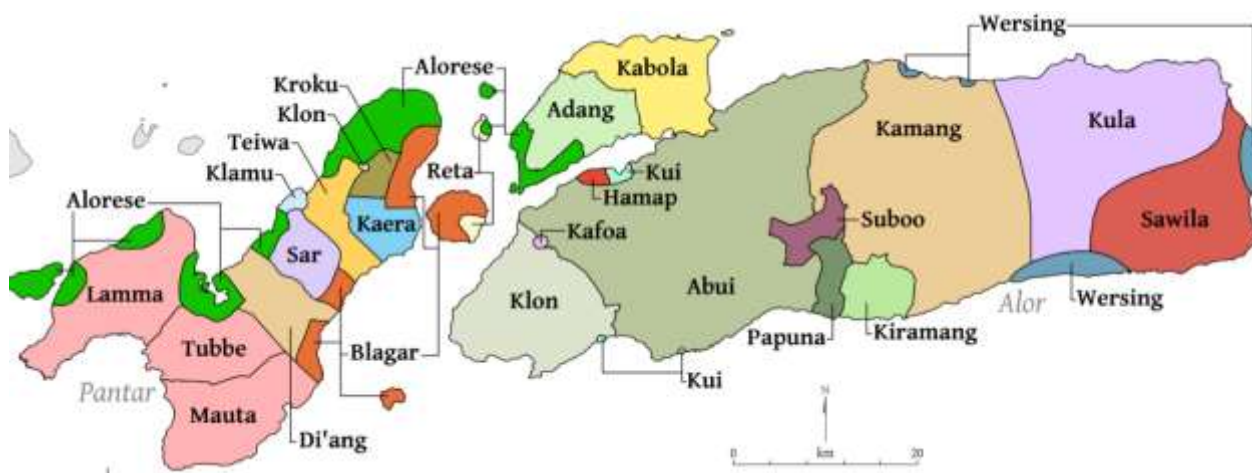 Wersing
Alorese
Kabola
Kroku
Klon
Adang
Kamang
Kula
Teiwa
Klamu
Reta
Kui
Hamap
Alorese
Kaera
Suboo
Sawila
Sar
Kafoa
Lamma
Klon
Abui
Alor
Wersing
Papuna
Kiramang
Tubbe
Blagar
Kui
Pantar
Mauta
N
Di'ang
0
km
20